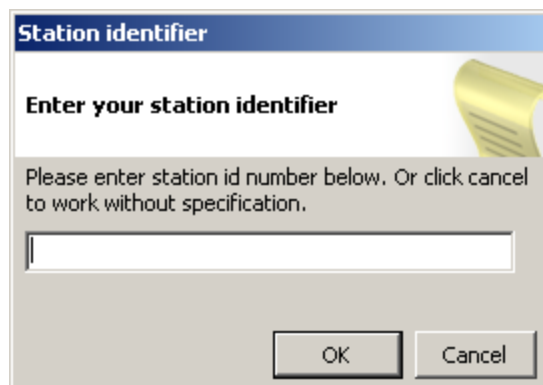 Station identifier
Enter your station identifier
Please enter station id number below. Or click cancel
to work without specification.
OK
Cancel